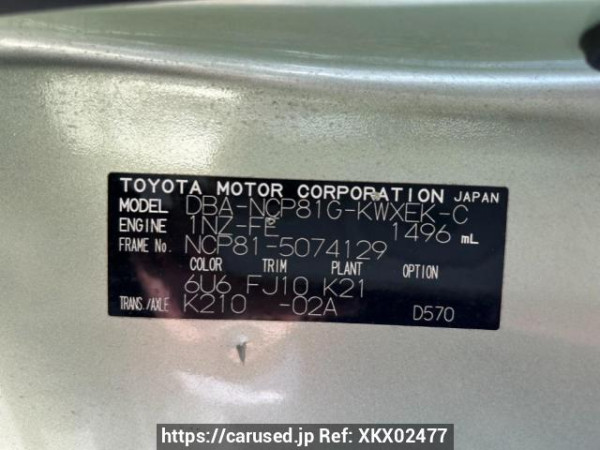 TOYOTA MOTOR CORPORATION JAPAN
MODEL DBA-NCP81G-KWXEK-C
ENGINE 1NZ-FE 1496 mL
FRAME No. NCP81-5074129
COLOR TRIM PLANT OPTION
6U6 FJ10 K21
TRANS./AXLE K210 -02A D570
https://carused.jp Ref: XKX02477